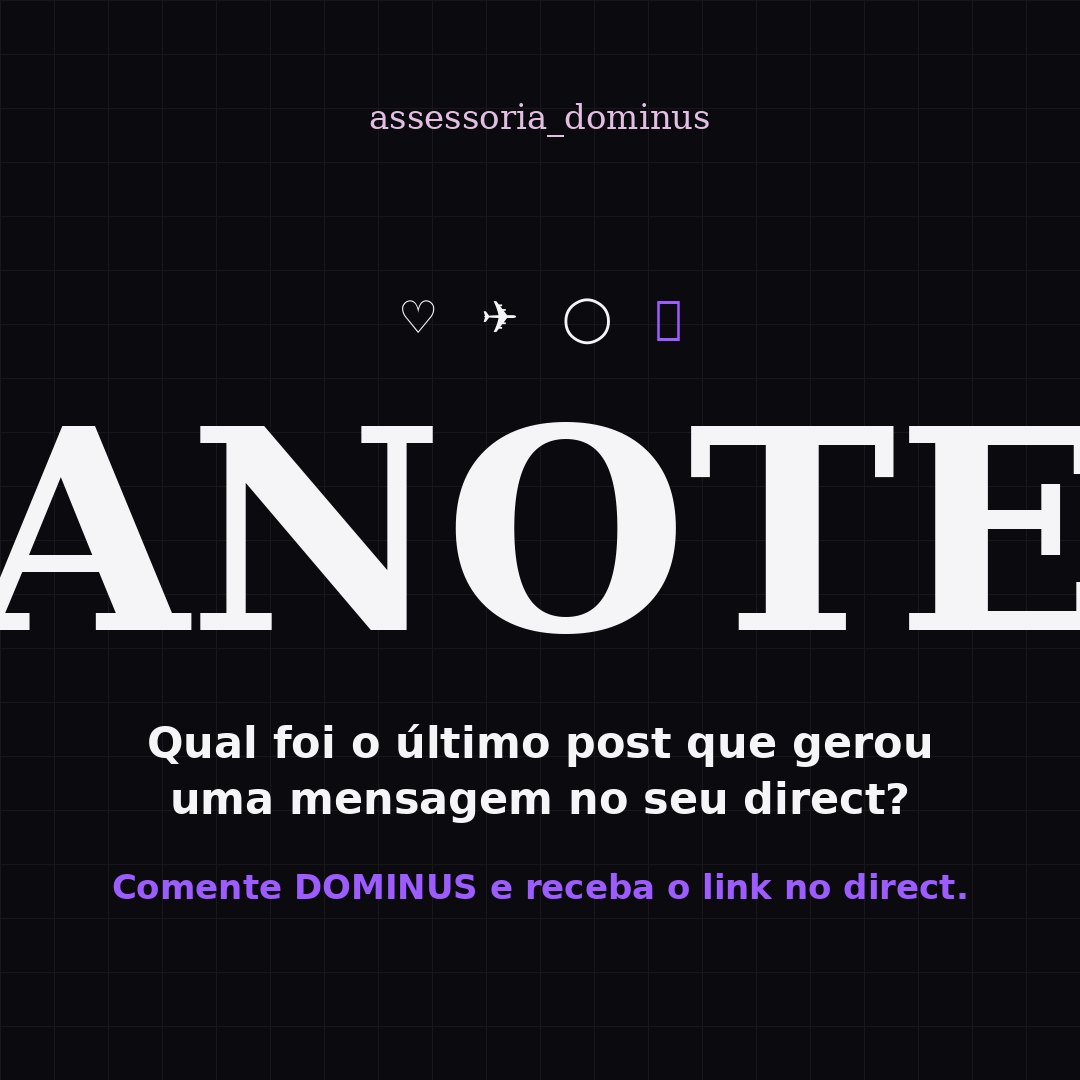 assessoria_dominus
♡ ✈ ◯ ▯
ANOTE
Qual foi o último post que gerou
uma mensagem no seu direct?
Comente DOMINUS e receba o link no direct.